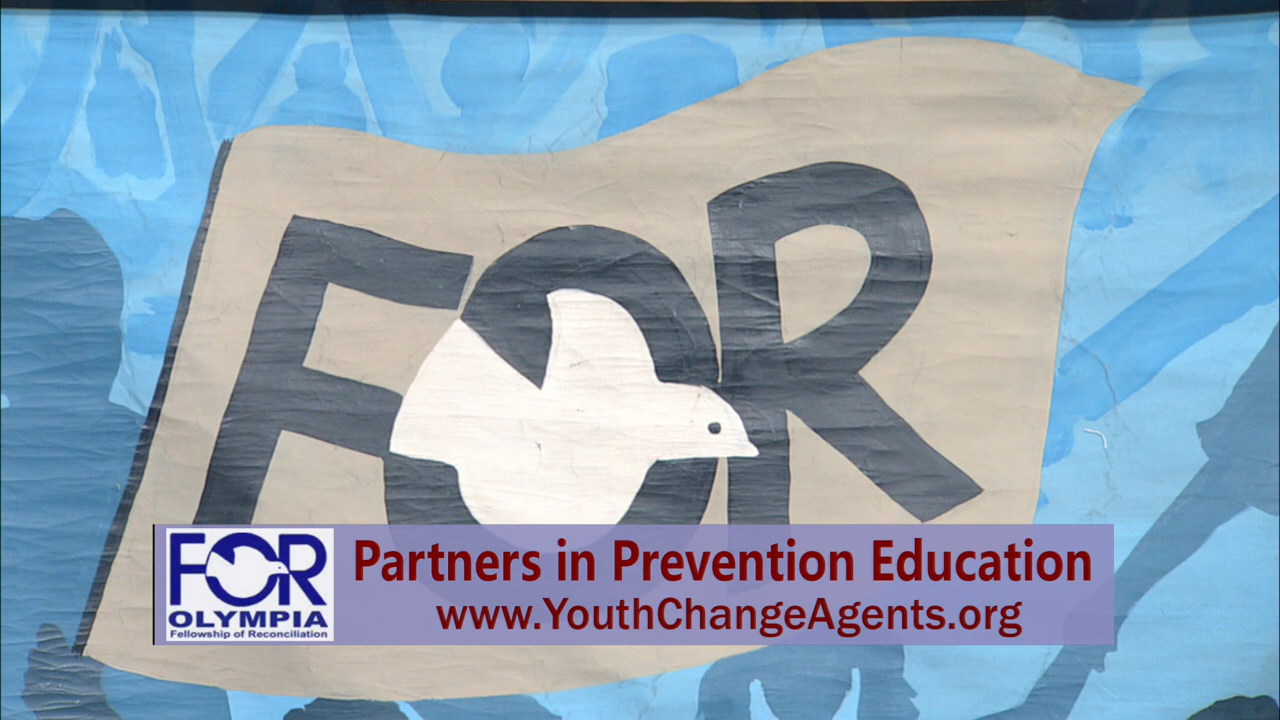 FOR
FOR
OLYMPIA
Fellowship of Reconciliation
Partners in Prevention Education
www.YouthChangeAgents.org